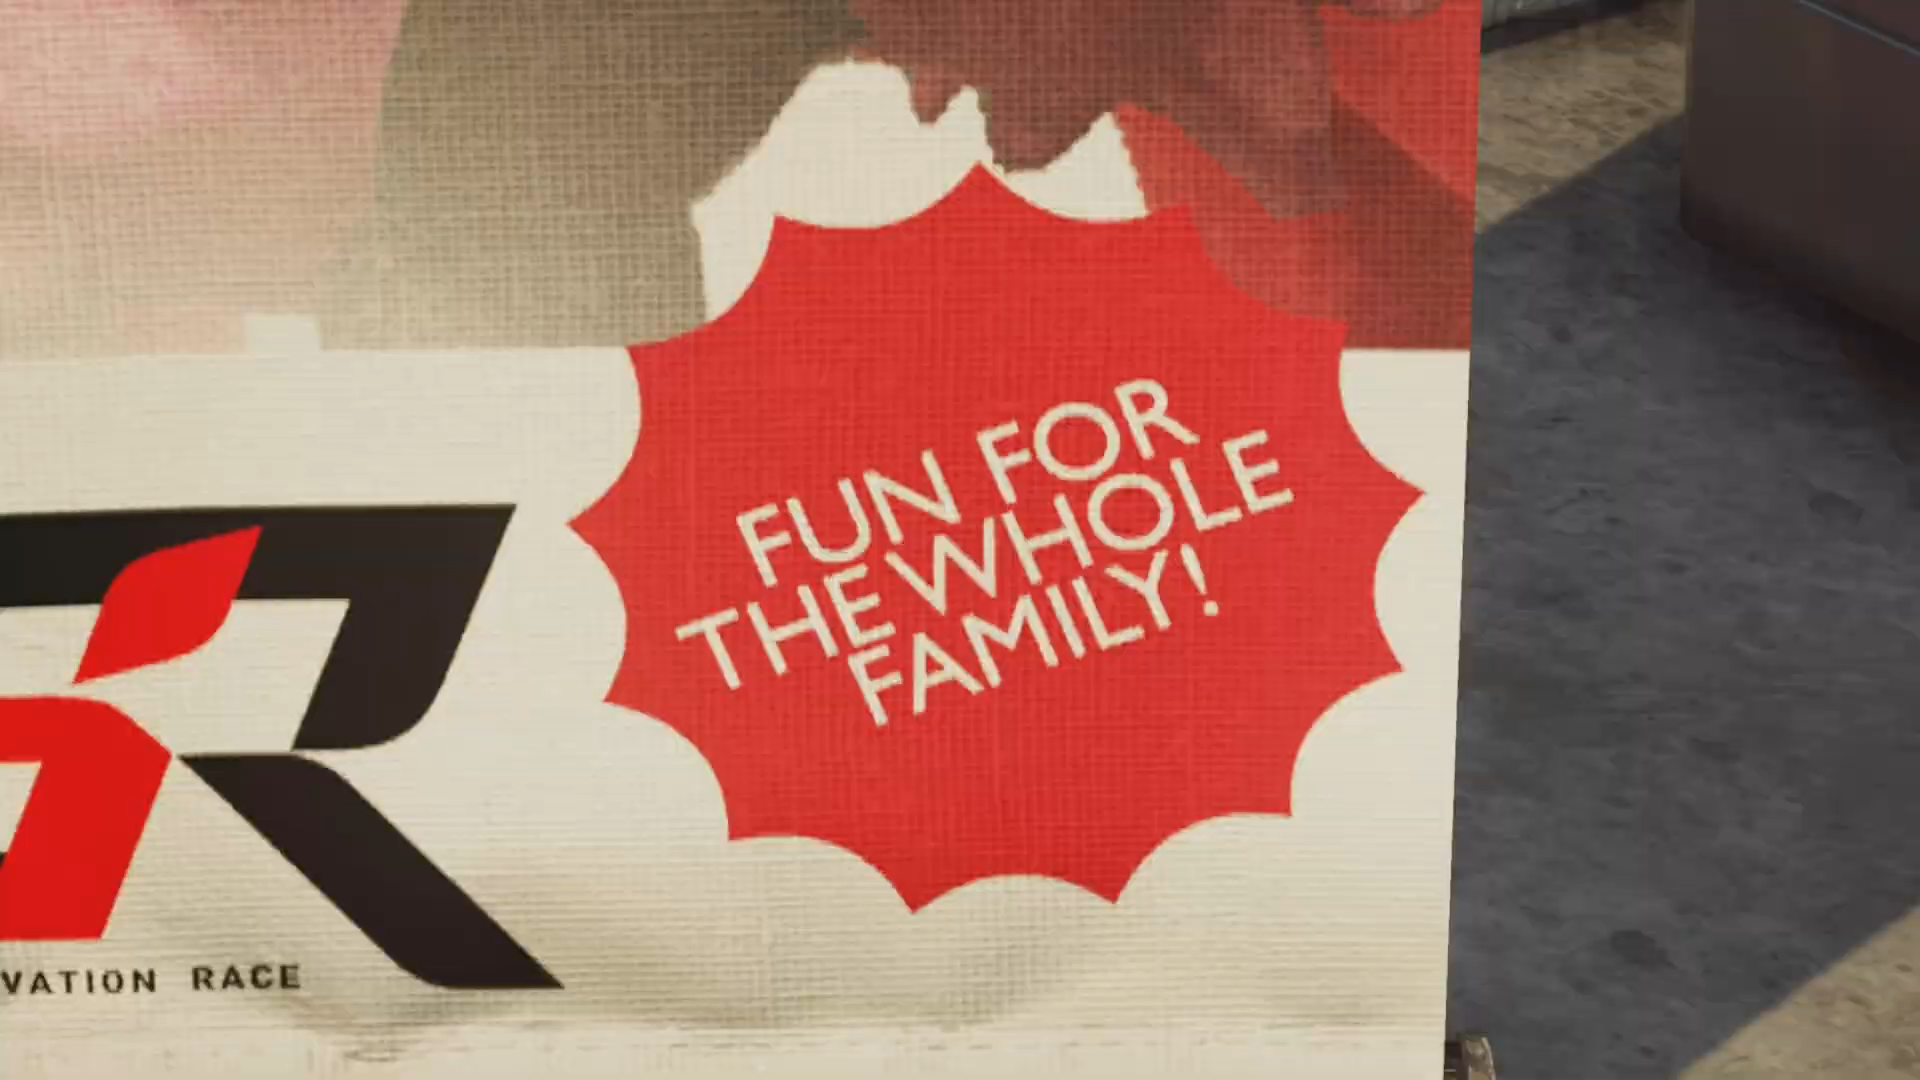 FUN FOR
THE WHOLE
FAMILY!
R
VATION RACE